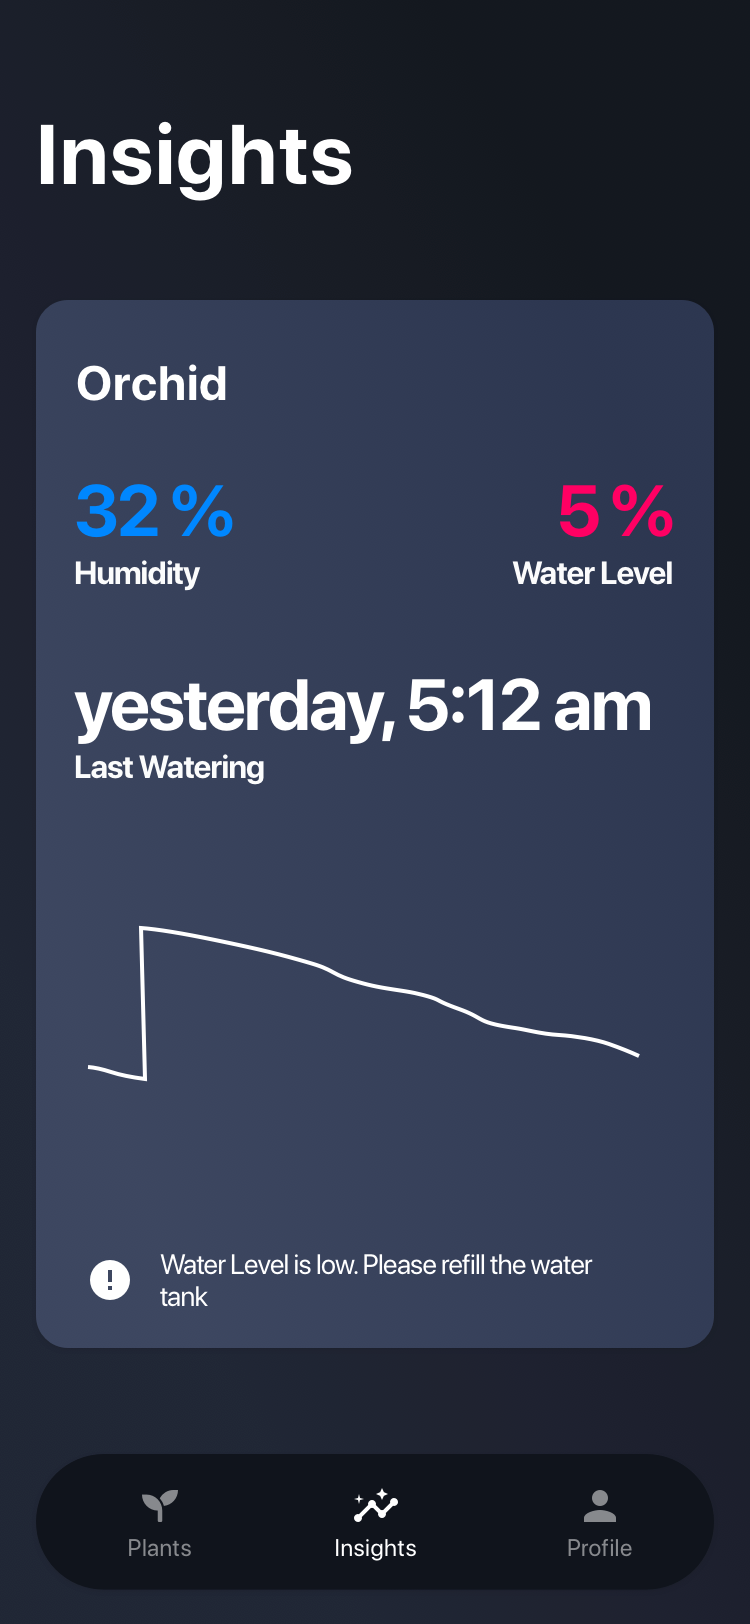 Insights
Orchid
32 %
5 %
Humidity
Water Level
yesterday, 5:12 am
Last Watering
Water Level is low. Please refill the water
tank
Plants
Insights
Profile